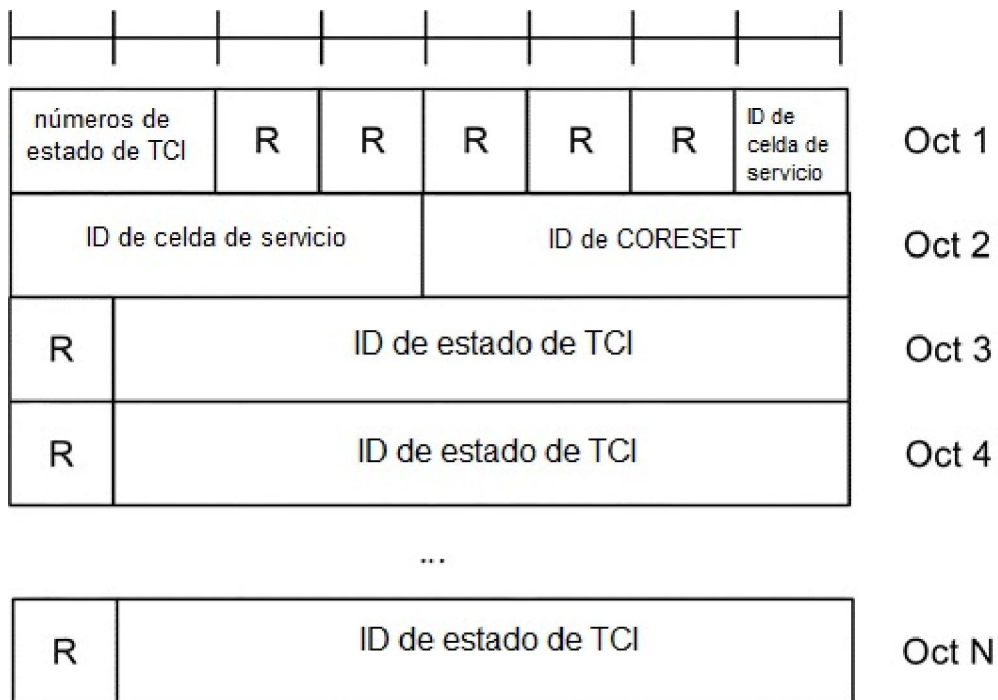 números de
estado de TCI
R
R
R
R
R
ID de
celda de
servicio
Oct 1
ID de celda de servicio
ID de CORESET
Oct 2
R
ID de estado de TCI
Oct 3
R
ID de estado de TCI
Oct 4
...
R
ID de estado de TCI
Oct N